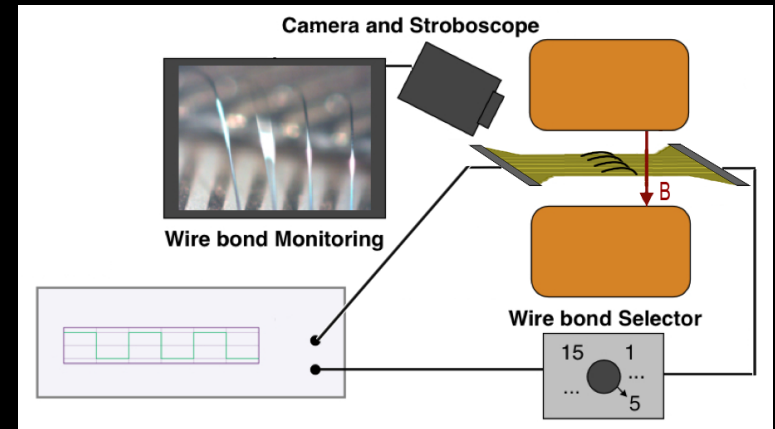 Camera and Stroboscope
Wire bond Monitoring
B
Wire bond Selector
15 1
... ...
5